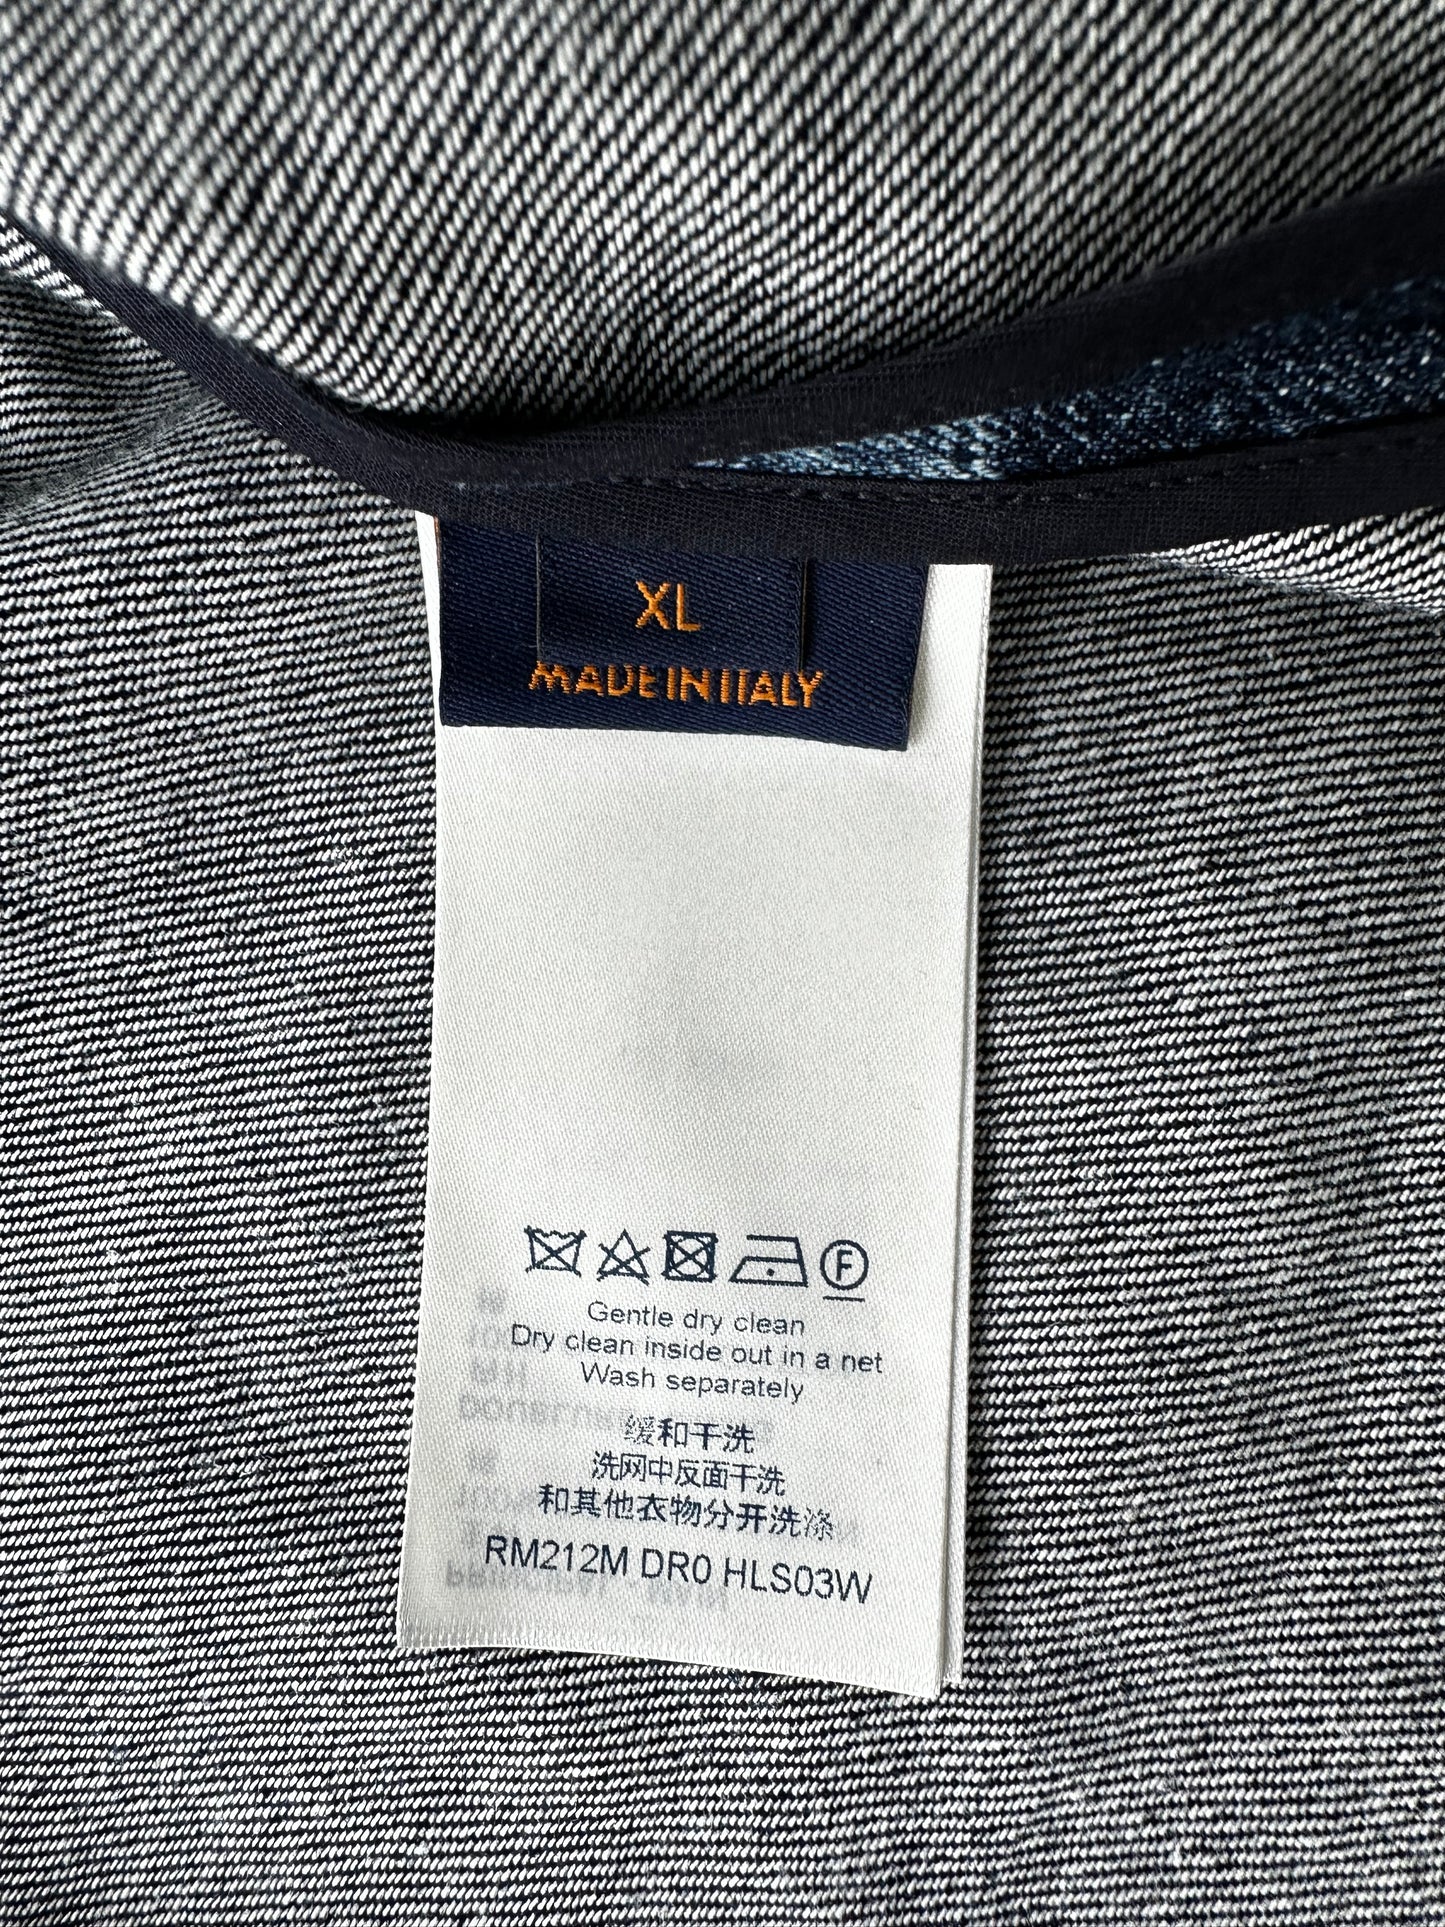 XL
MADE IN ITALY
F
Gentle dry clean
Dry clean inside out in a net
Wash separately
缓和干洗
洗网中反面干洗
和其他衣物分开洗涤
RM212M DR0 HLS03W